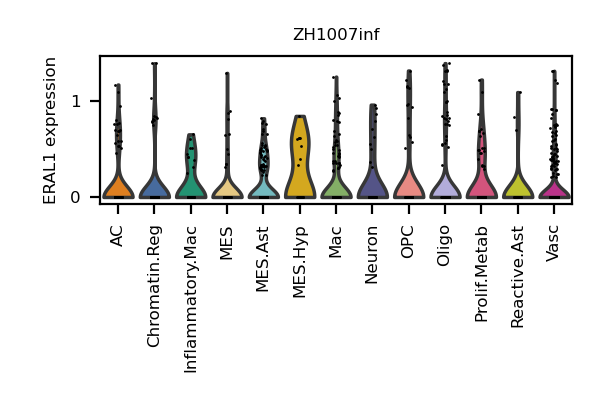 ZH1007inf
ERAL1 expression
1
0
AC
Chromatin.Reg
Inflammatory.Mac
MES
MES.Ast
MES.Hyp
Mac
Neuron
OPC
Oligo
Prolif.Metab
Reactive.Ast
Vasc